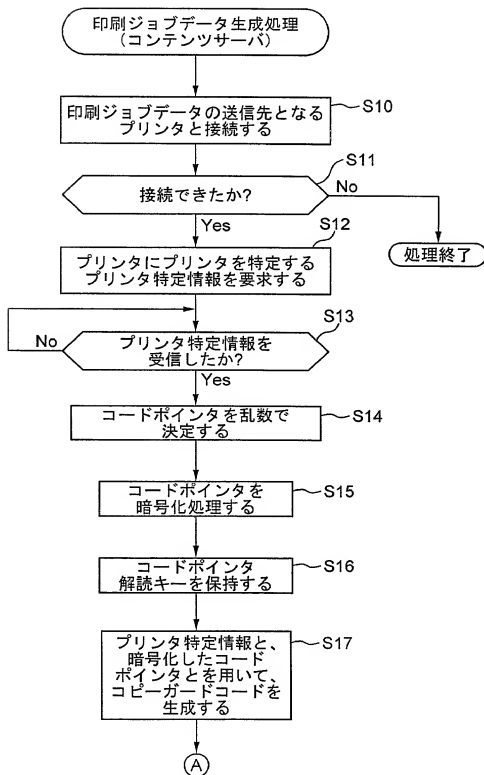 印刷ジョブデータ生成処理
(コンテンツサーバ)
S10
印刷ジョブデータの送信先となる
プリンタと接続する
S11
接続できたか?
No
Yes
処理終了
S12
プリンタにプリンタを特定する
プリンタ特定情報を要求する
S13
No
プリンタ特定情報を
受信したか?
Yes
S14
コードポインタを乱数で
決定する
S15
コードポインタを
暗号化処理する
S16
コードポインタ
解読キーを保持する
S17
プリンタ特定情報と、
暗号化したコード
ポインタとを用いて、
コピーガードコードを
生成する
A